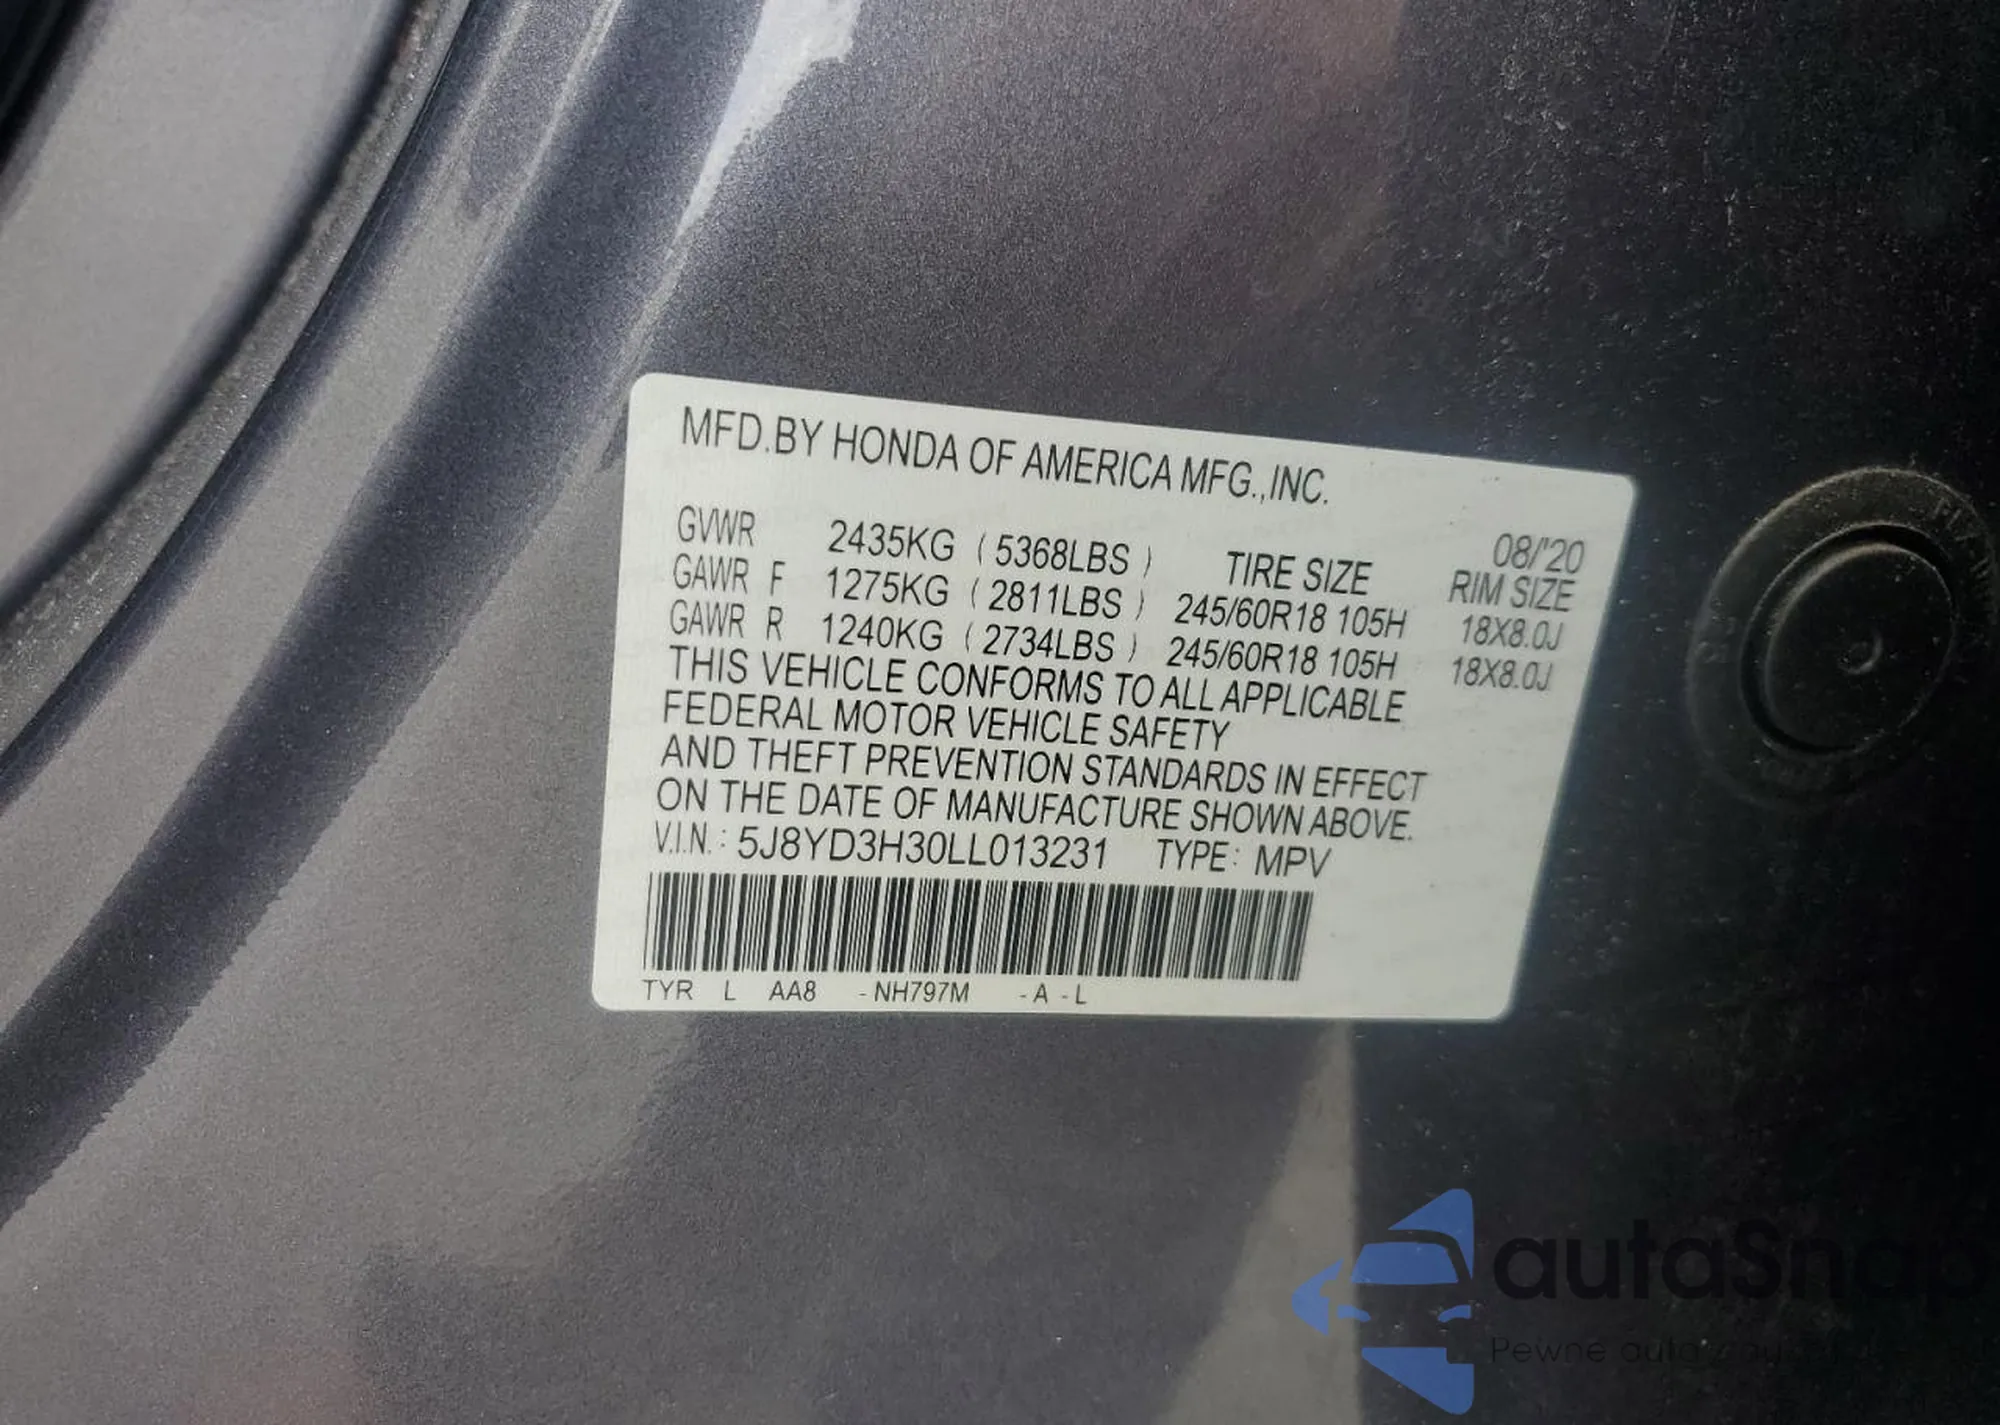 MFD.BY HONDA OF AMERICA MFG.,INC.
08/'20
GVWR 2435KG (5368LBS) TIRE SIZE RIM SIZE
GAWR F 1275KG (2811LBS) 245/60R18 105H 18X8.0J
GAWR R 1240KG (2734LBS) 245/60R18 105H 18X8.0J
THIS VEHICLE CONFORMS TO ALL APPLICABLE
FEDERAL MOTOR VEHICLE SAFETY
AND THEFT PREVENTION STANDARDS IN EFFECT
ON THE DATE OF MANUFACTURE SHOWN ABOVE.
V.I.N.: 5J8YD3H30LL013231 TYPE: MPV
TYR L AA8 -NH797M -A -L
autaSnap
Pewne auta